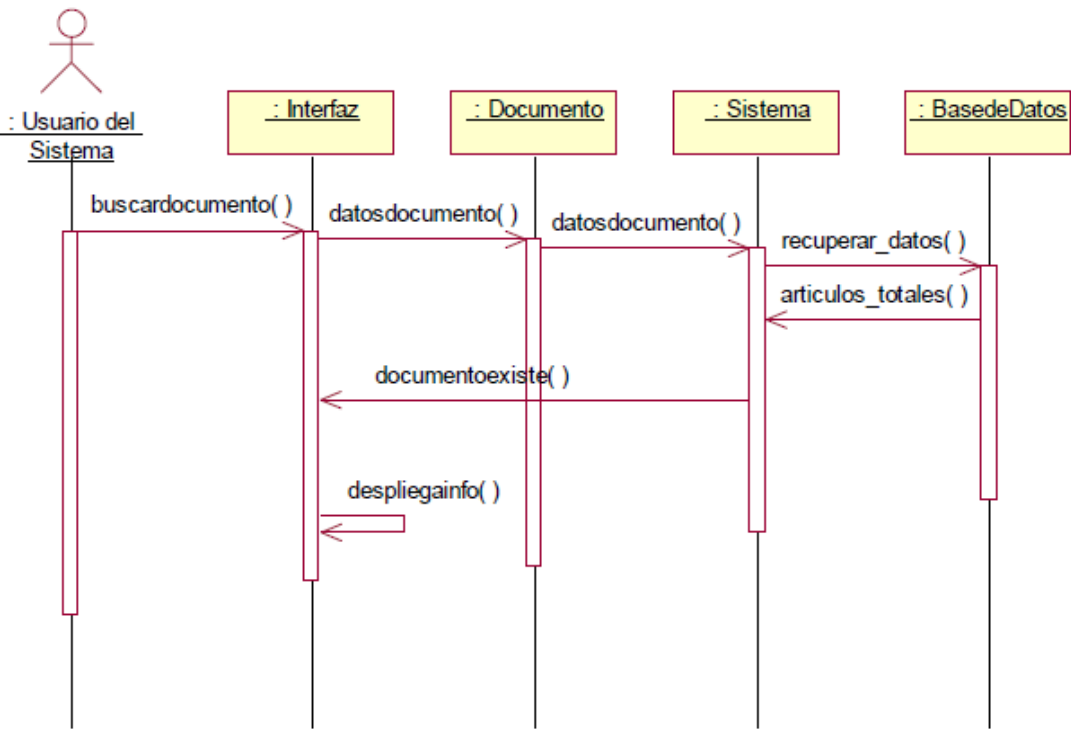 : Usuario del
Sistema
: Interfaz
: Documento
: Sistema
: BasedeDatos
buscardocumento( )
datosdocumento( )
datosdocumento( )
recuperar_datos( )
articulos_totales( )
documentoexiste( )
despliegainfo( )